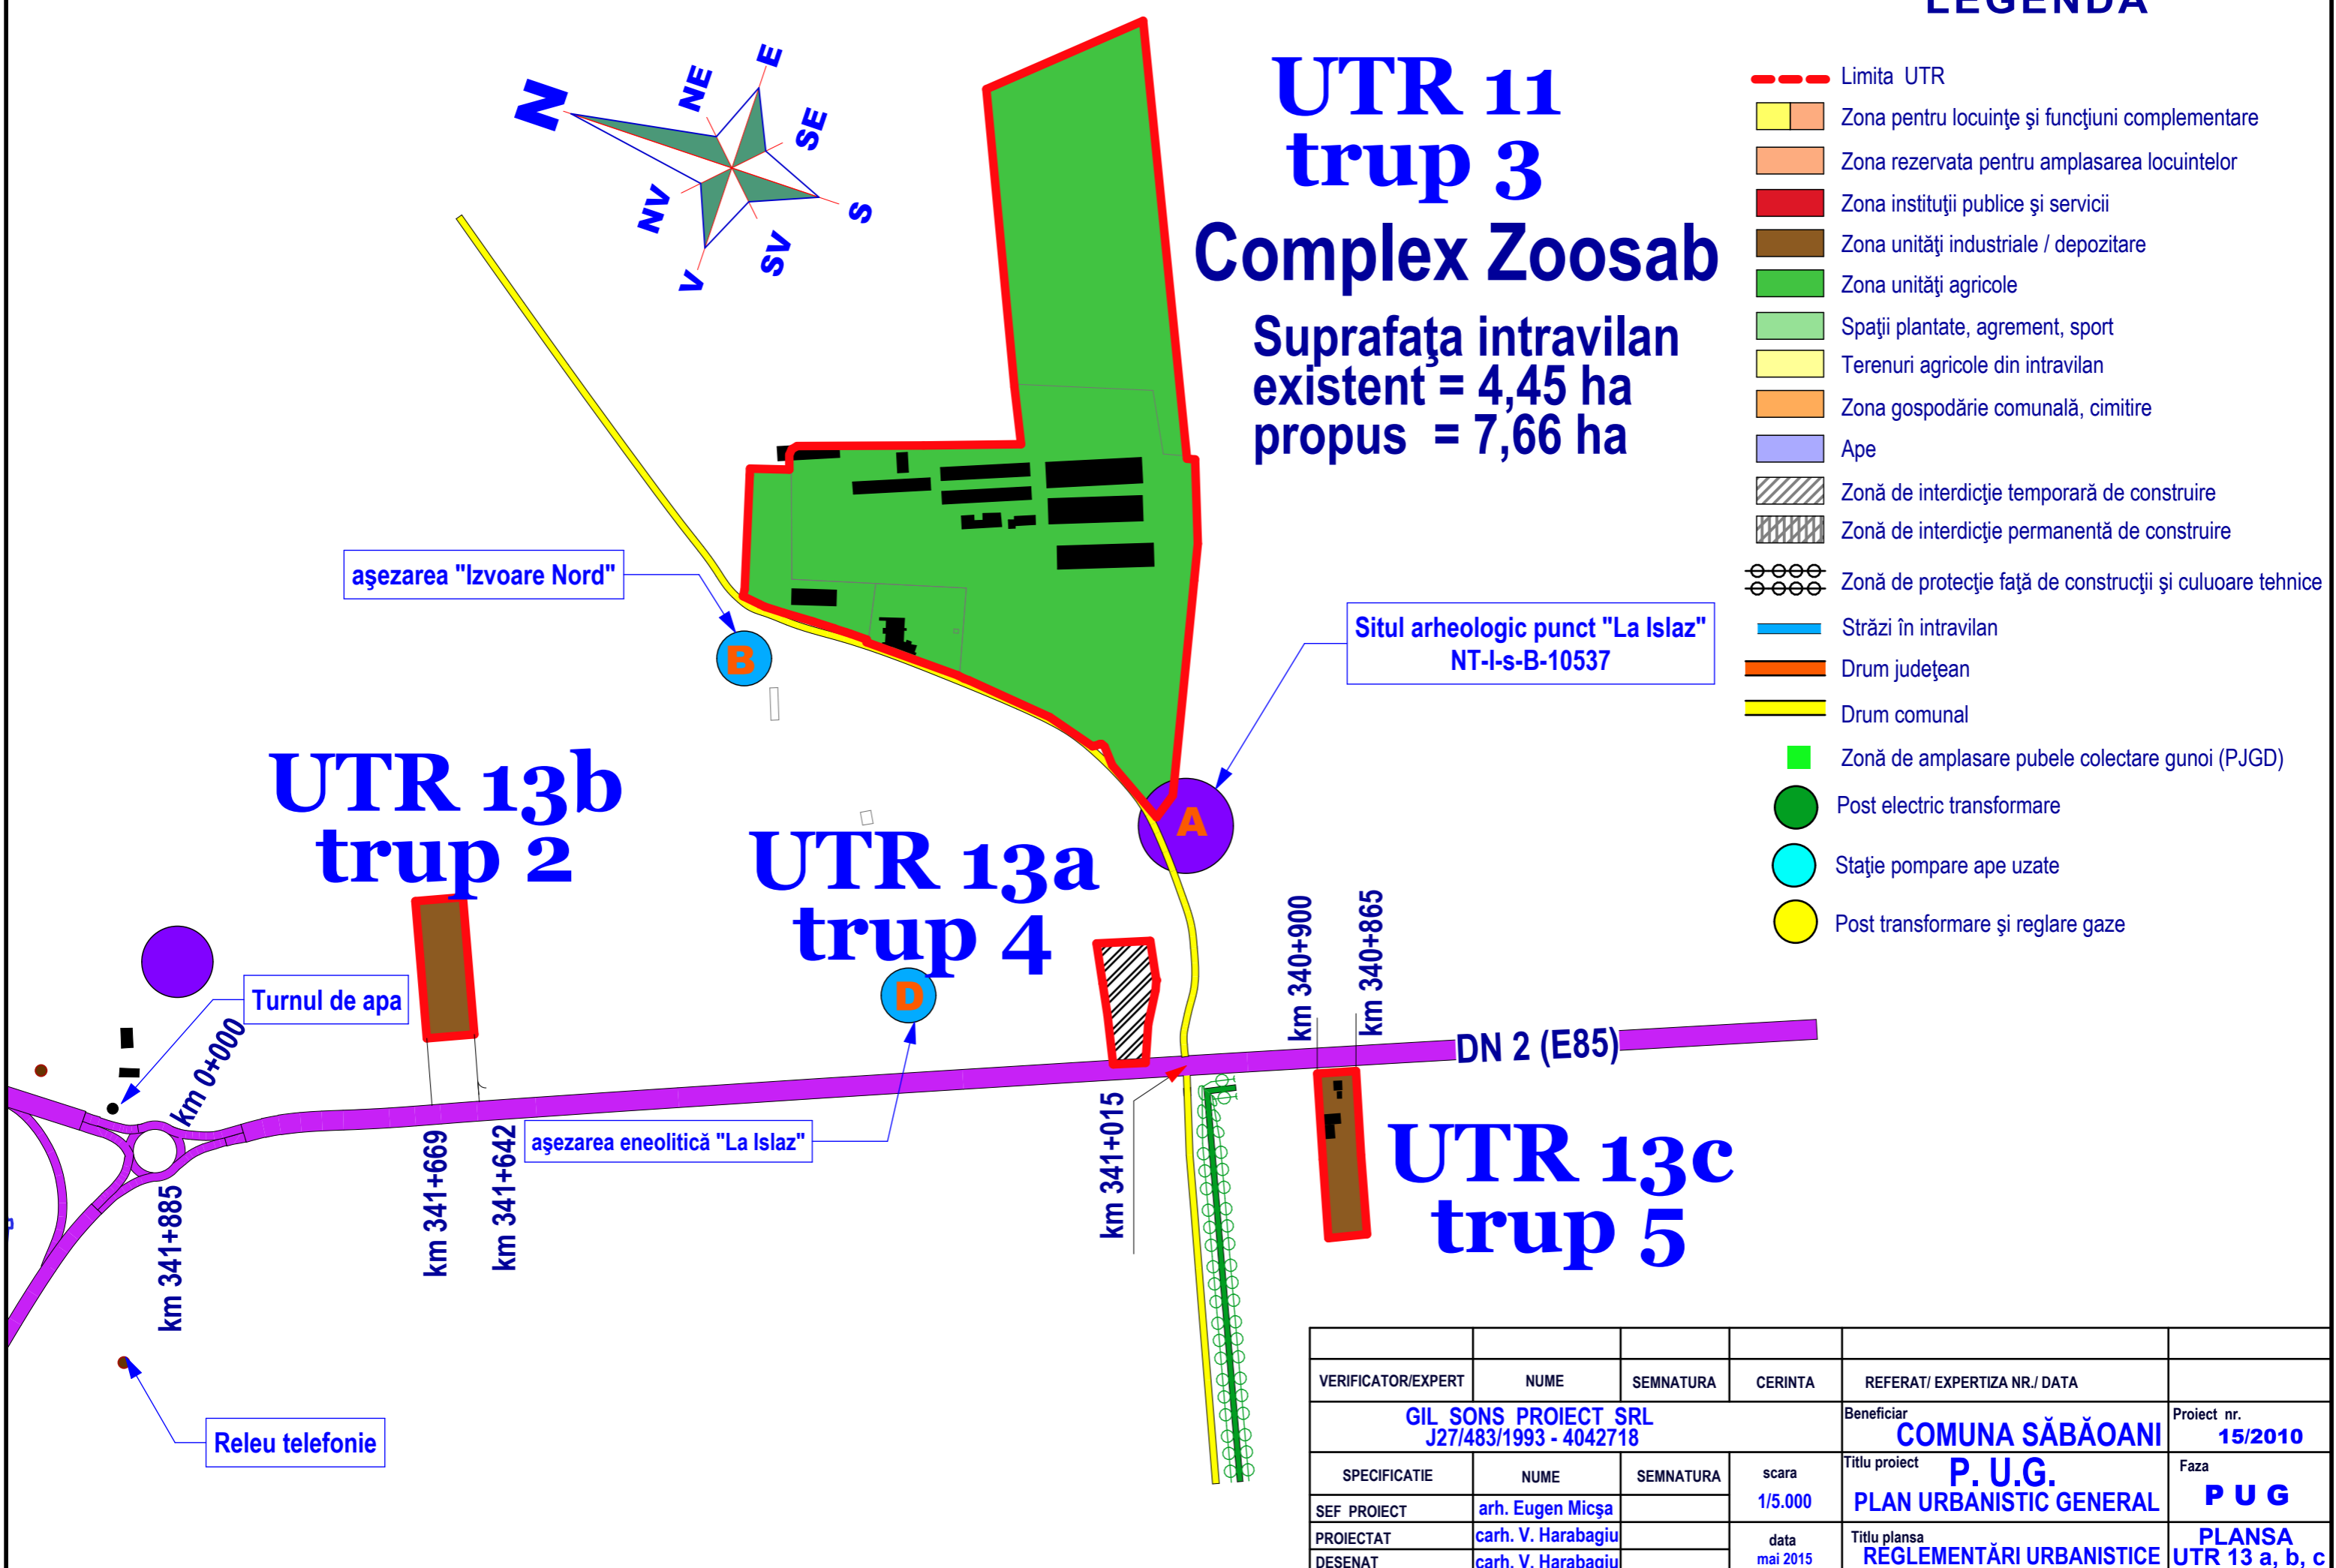 LEGENDA
UTR 11
trup 3
Complex Zoosab
Suprafaţa intravilan
existent = 4,45 ha
propus = 7,66 ha
N
NE
E
SE
S
SV
V
NV
Limita UTR
Zona pentru locuinţe şi funcţiuni complementare
Zona rezervata pentru amplasarea locuintelor
Zona instituţii publice şi servicii
Zona unităţi industriale / depozitare
Zona unităţi agricole
Spaţii plantate, agrement, sport
Terenuri agricole din intravilan
Zona gospodărie comunală, cimitire
Ape
Zonă de interdicţie temporară de construire
Zonă de interdicţie permanentă de construire
Zonă de protecţie faţă de construcţii şi culuoare tehnice
Străzi în intravilan
Drum judeţean
Drum comunal
Zonă de amplasare pubele colectare gunoi (PJGD)
Post electric transformare
Staţie pompare ape uzate
Post transformare şi reglare gaze
aşezarea "Izvoare Nord"
B
Situl arheologic punct "La Islaz"
NT-I-s-B-10537
A
UTR 13b
trup 2
UTR 13a
trup 4
D
Turnul de apa
km 0+000
km 341+885
km 341+669
km 341+642
aşezarea eneolitică "La Islaz"
km 341+015
km 340+900
km 340+865
DN 2 (E85)
UTR 13c
trup 5
Releu telefonie
VERIFICATOR/EXPERT NUME SEMNATURA CERINTA REFERAT/ EXPERTIZA NR./ DATA
GIL SONS PROIECT SRL
J27/483/1993 - 4042718
Beneficiar
COMUNA SĂBĂOANI
Proiect nr.
15/2010
SPECIFICATIE NUME SEMNATURA
scara
1/5.000
Titlu proiect
P. U.G.
PLAN URBANISTIC GENERAL
Faza
P U G
SEF PROIECT arh. Eugen Micşa
PROIECTAT carh. V. Harabagiu
DESENAT carh. V. Harabagiu
data
mai 2015
Titlu plansa
REGLEMENTĂRI URBANISTICE
PLANSA
UTR 13 a, b, c